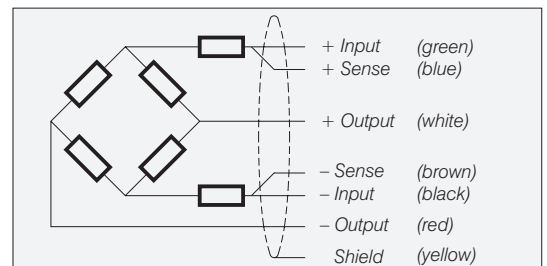 + Input (green)
+ Sense (blue)
+ Output (white)
– Sense (brown)
– Input (black)
– Output (red)
Shield (yellow)